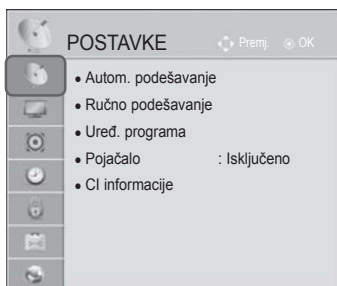 POSTAVKE Premj. OK
• Autom. podešavanje
• Ručno podešavanje
• Uređ. programa
• Pojačalo : Isključeno
• CI informacije